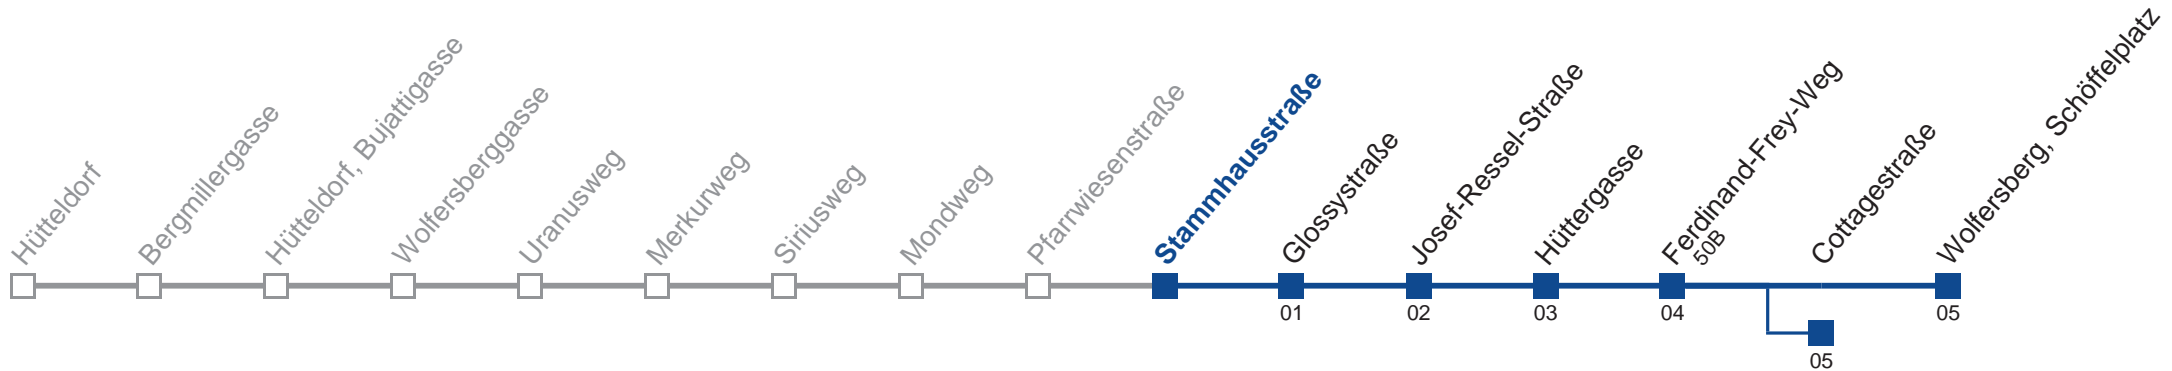 Hütteldorf
Bergmillergasse
Hütteldorf, Bujattigasse
Wolfersberggasse
Uranusweg
Merkurweg
Siriusweg
Mondweg
Pfarrwiesenstraße
Stammhausstraße
Glossystraße
Josef-Ressel-Straße
Hüttergasse
Ferdinand-Frey-Weg
50B
Cottagestraße
Wolfersberg, Schöffelplatz
01
02
03
04
05
05